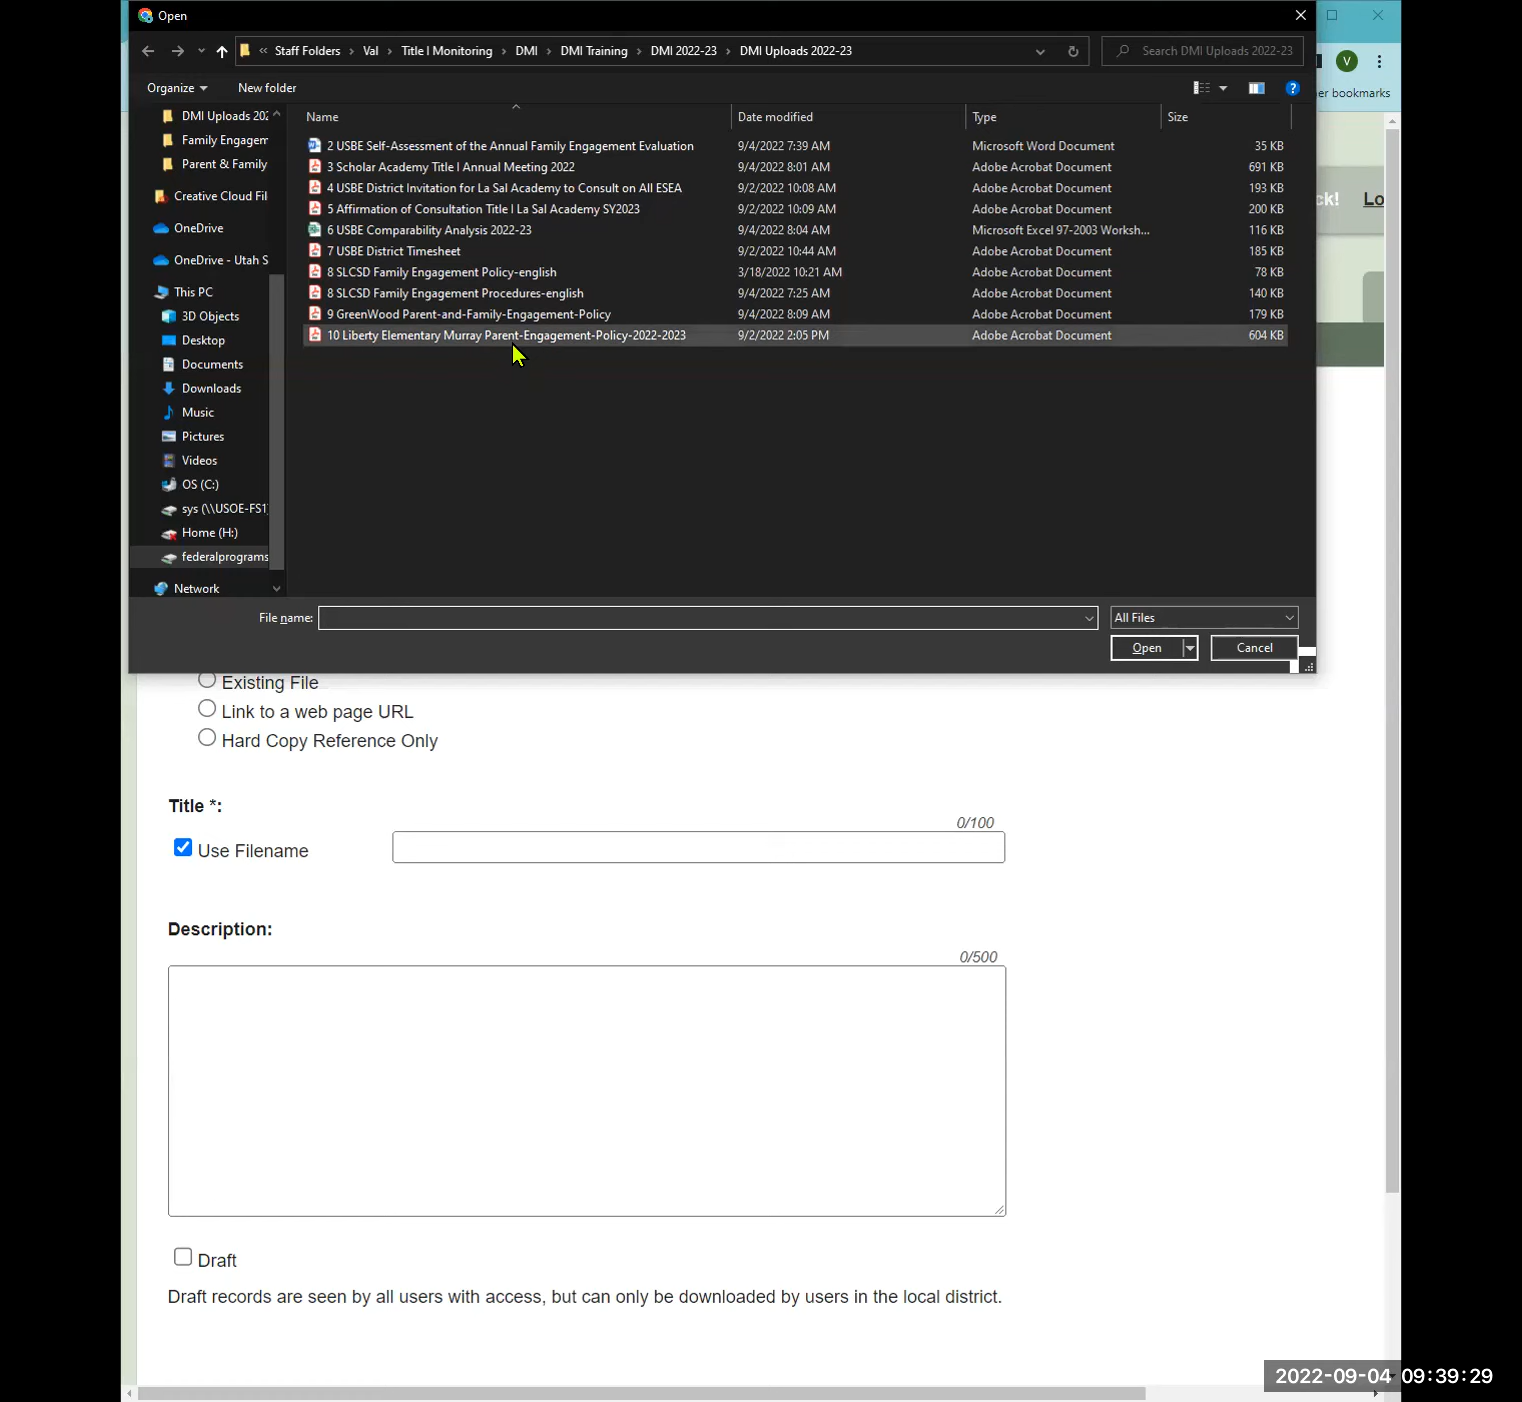 Open
« Staff Folders › Val › Title I Monitoring › DMI › DMI Training › DMI 2022-23 › DMI Uploads 2022-23
Search DMI Uploads 2022-23
V
er bookmarks
Organize
New folder
Name Date modified Type Size
DMI Uploads 202
Family Engagem
Parent & Family
Creative Cloud Fil
OneDrive
OneDrive - Utah S
This PC
3D Objects
Desktop
Documents
Downloads
Music
Pictures
Videos
OS (C:)
sys (\\USOE-FS1)
Home (H:)
federalprograms
Network
2 USBE Self-Assessment of the Annual Family Engagement Evaluation 9/4/2022 7:39 AM Microsoft Word Document 35 KB
3 Scholar Academy Title I Annual Meeting 2022 9/4/2022 8:01 AM Adobe Acrobat Document 691 KB
4 USBE District Invitation for La Sal Academy to Consult on All ESEA 9/2/2022 10:08 AM Adobe Acrobat Document 193 KB
5 Affirmation of Consultation Title I La Sal Academy SY2023 9/2/2022 10:09 AM Adobe Acrobat Document 200 KB
6 USBE Comparability Analysis 2022-23 9/4/2022 8:04 AM Microsoft Excel 97-2003 Worksh... 116 KB
7 USBE District Timesheet 9/2/2022 10:44 AM Adobe Acrobat Document 185 KB
8 SLCSD Family Engagement Policy-english 3/18/2022 10:21 AM Adobe Acrobat Document 78 KB
8 SLCSD Family Engagement Procedures-english 9/4/2022 7:25 AM Adobe Acrobat Document 140 KB
9 GreenWood Parent-and-Family-Engagement-Policy 9/4/2022 8:09 AM Adobe Acrobat Document 179 KB
10 Liberty Elementary Murray Parent-Engagement-Policy-2022-2023 9/2/2022 2:05 PM Adobe Acrobat Document 604 KB
ck! Lo
File name:
All Files
Open
Cancel
Existing File
Link to a web page URL
Hard Copy Reference Only
Title *:
0/100
Use Filename
Description:
0/500
Draft
Draft records are seen by all users with access, but can only be downloaded by users in the local district.
2022-09-04 09:39:29